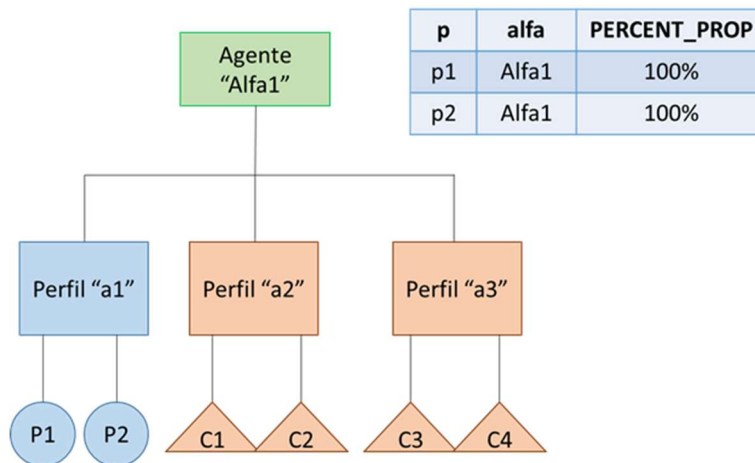 Agente
“Alfa1”
p alfa PERCENT_PROP
p1 Alfa1 100%
p2 Alfa1 100%
Perfil “a1” Perfil “a2” Perfil “a3”
P1 P2 C1 C2 C3 C4